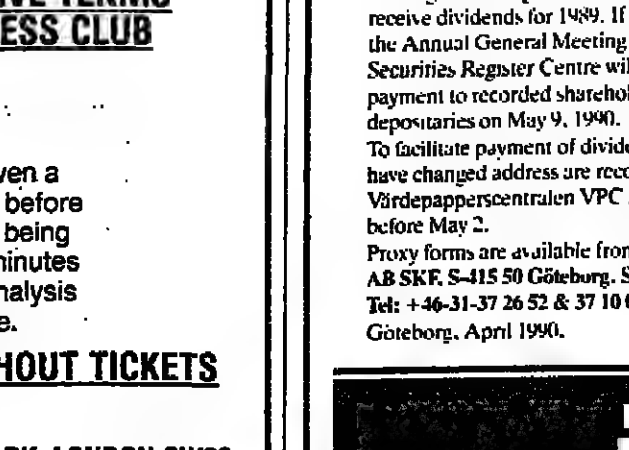 IVE TERMS
ESS CLUB
ven a
before
being
minutes
nalysis
e.
HOUT TICKETS
receive dividends for 1989. If
the Annual General Meeting
Securities Register Centre wil
payment to recorded sharehol
depositaries on May 9, 1990.
To facilitate payment of divide
have changed address are reco
Värdepapperscentralen VPC
before May 2.
Proxy forms are available from
AB SKF, S-415 50 Göteborg, S
Tel: +46-31-37 26 52 & 37 10
Göteborg, April 1990.